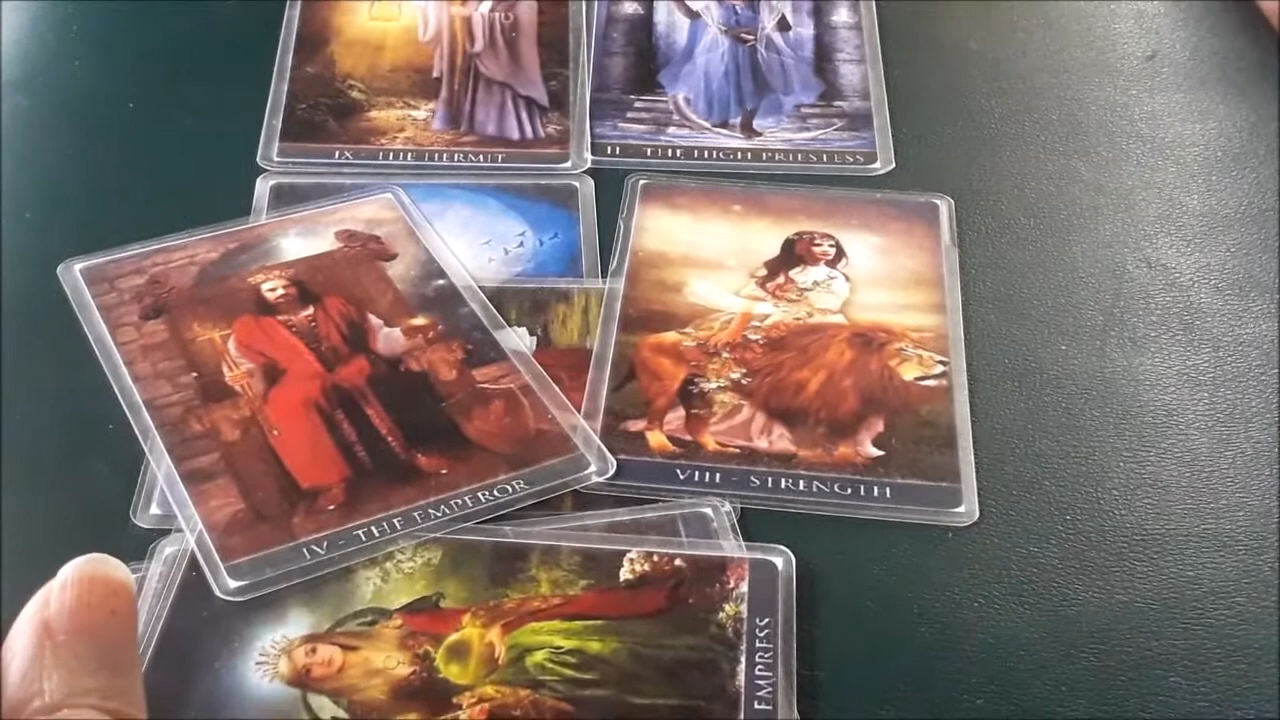 IX - THE HERMIT
II - THE HIGH PRIESTESS
VIII - STRENGTH
IV - THE EMPEROR
EMPRESS